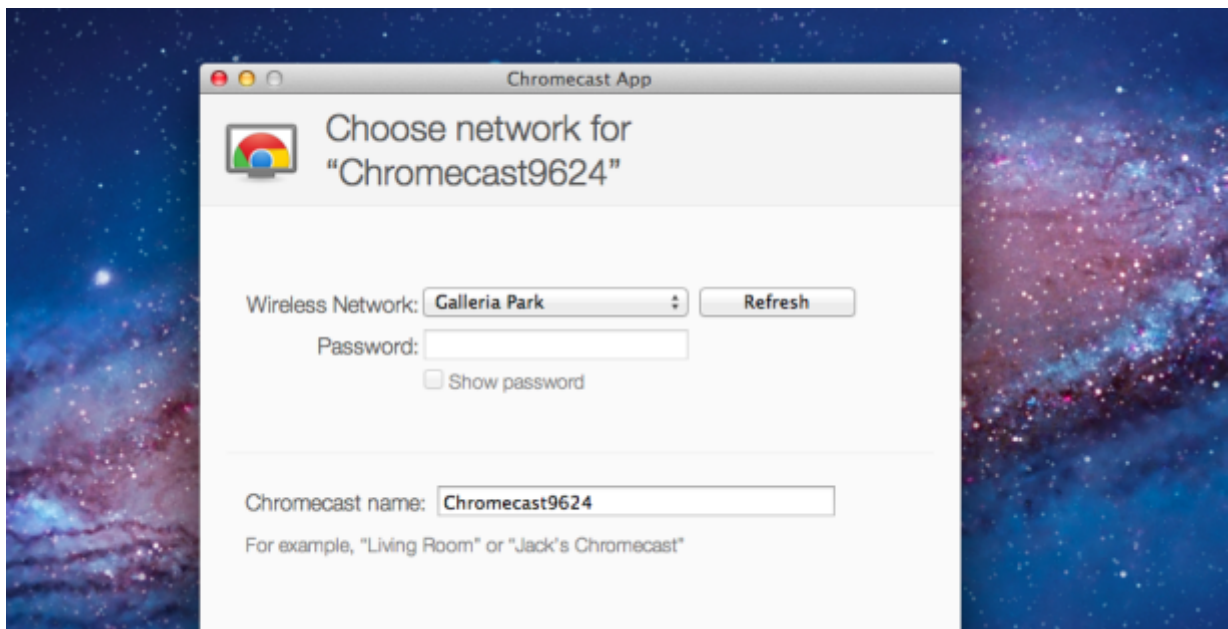 Chromecast App
Choose network for
“Chromecast9624”
Wireless Network: Galleria Park Refresh
Password:
Show password
Chromecast name: Chromecast9624
For example, "Living Room" or "Jack's Chromecast"